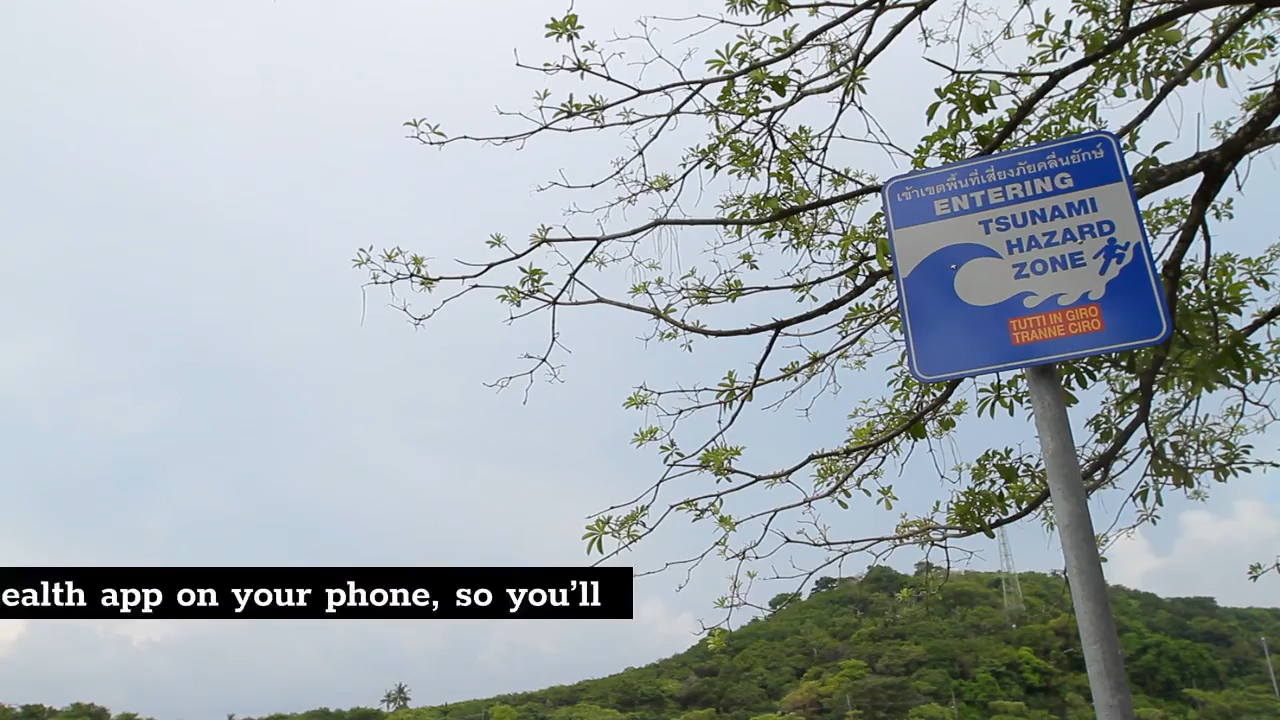 เข้าเขตพื้นที่เสี่ยงภัยคลื่นยักษ์
ENTERING
TSUNAMI
HAZARD
ZONE
TUTTI IN GIRO
TRANNE CIRO
ealth app on your phone, so you’ll